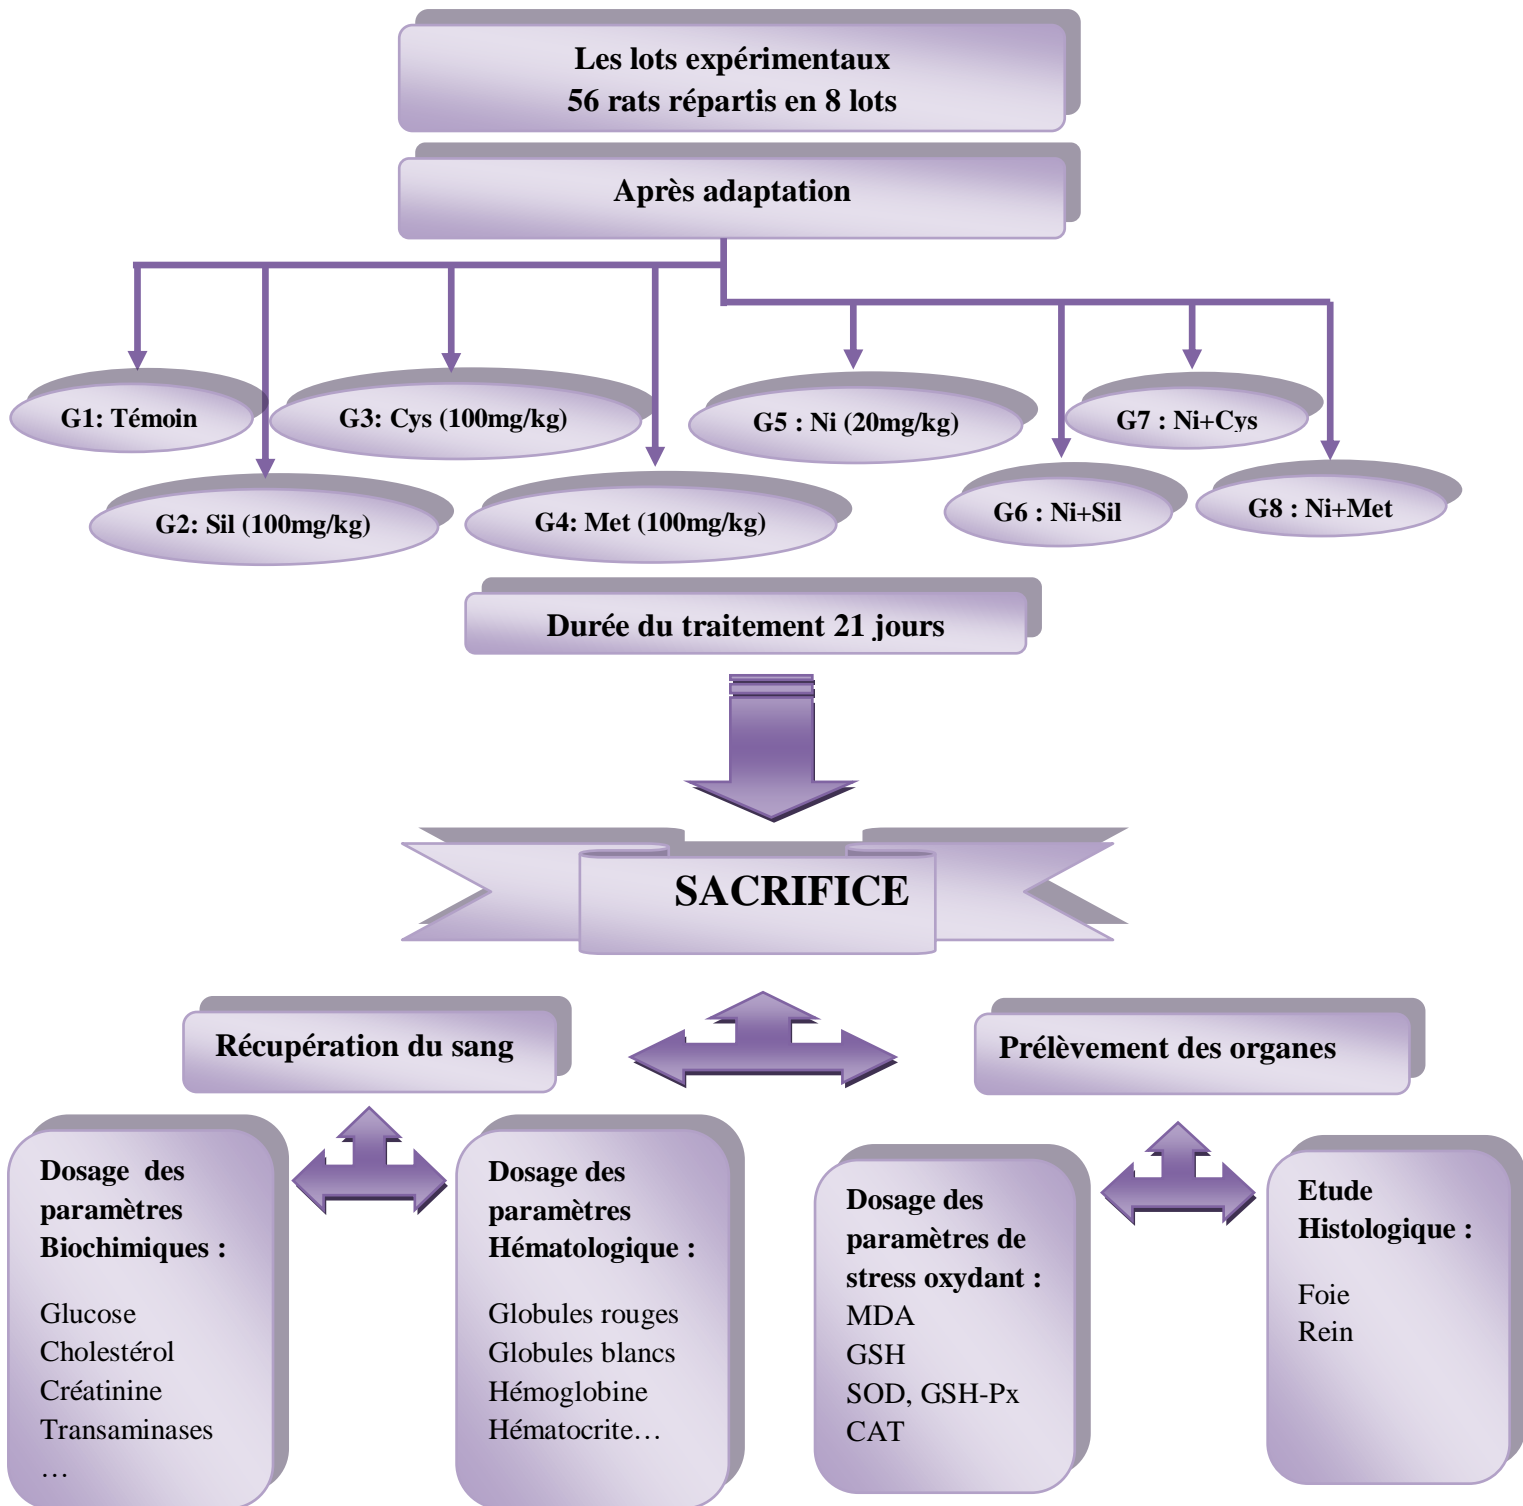 Les lots expérimentaux
56 rats répartis en 8 lots
Après adaptation
G1: Témoin
G3: Cys (100mg/kg)
G5 : Ni (20mg/kg)
G7 : Ni+Cys
G2: Sil (100mg/kg)
G4: Met (100mg/kg)
G6 : Ni+Sil
G8 : Ni+Met
Durée du traitement 21 jours
SACRIFICE
Récupération du sang
Prélèvement des organes
Dosage des
paramètres
Biochimiques :
Glucose
Cholestérol
Créatinine
Transaminases
…
Dosage des
paramètres
Hématologique :
Globules rouges
Globules blancs
Hémoglobine
Hématocrite…
Dosage des
paramètres de
stress oxydant :
MDA
GSH
SOD, GSH-Px
CAT
Etude
Histologique :
Foie
Rein